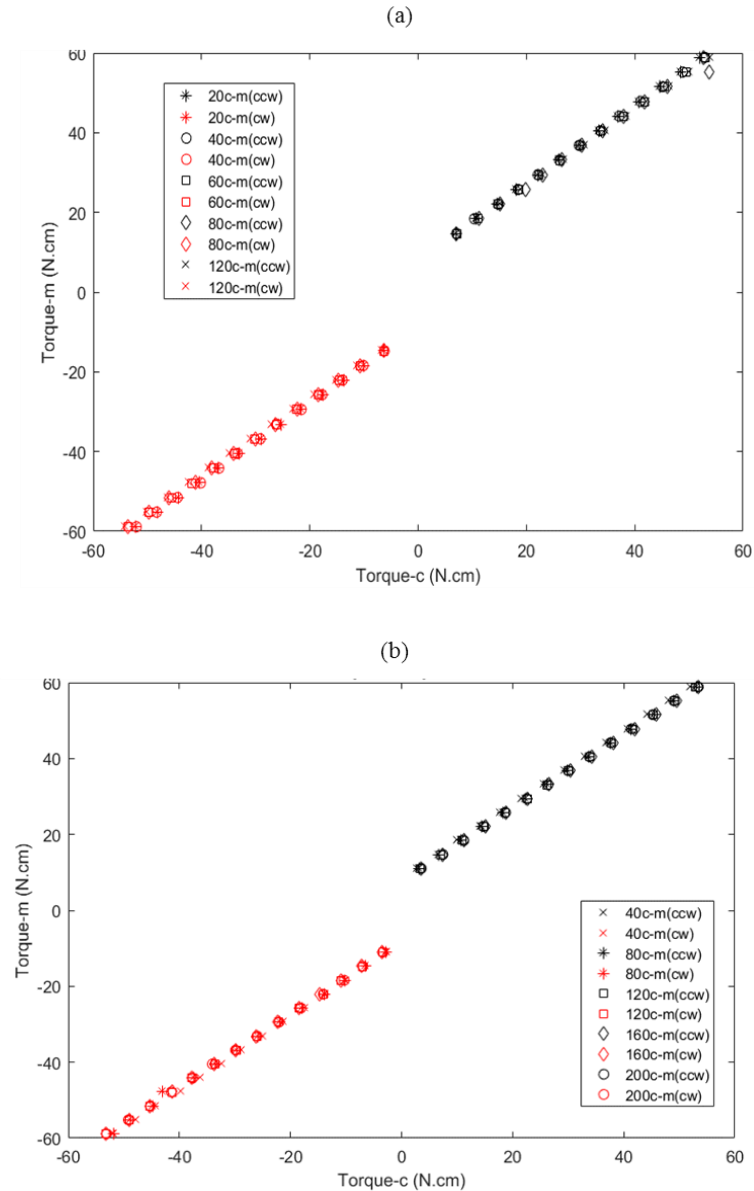 (a)
60
40
20
0
-20
-40
-60
Torque-m (N.cm)
20c-m(ccw)
20c-m(cw)
40c-m(ccw)
40c-m(cw)
60c-m(ccw)
60c-m(cw)
80c-m(ccw)
80c-m(cw)
120c-m(ccw)
120c-m(cw)
-60 -40 -20 0 20 40 60
Torque-c (N.cm)
(b)
60
40
20
0
-20
-40
-60
Torque-m (N.cm)
40c-m(ccw)
40c-m(cw)
80c-m(ccw)
80c-m(cw)
120c-m(ccw)
120c-m(cw)
160c-m(ccw)
160c-m(cw)
200c-m(ccw)
200c-m(cw)
-60 -40 -20 0 20 40 60
Torque-c (N.cm)